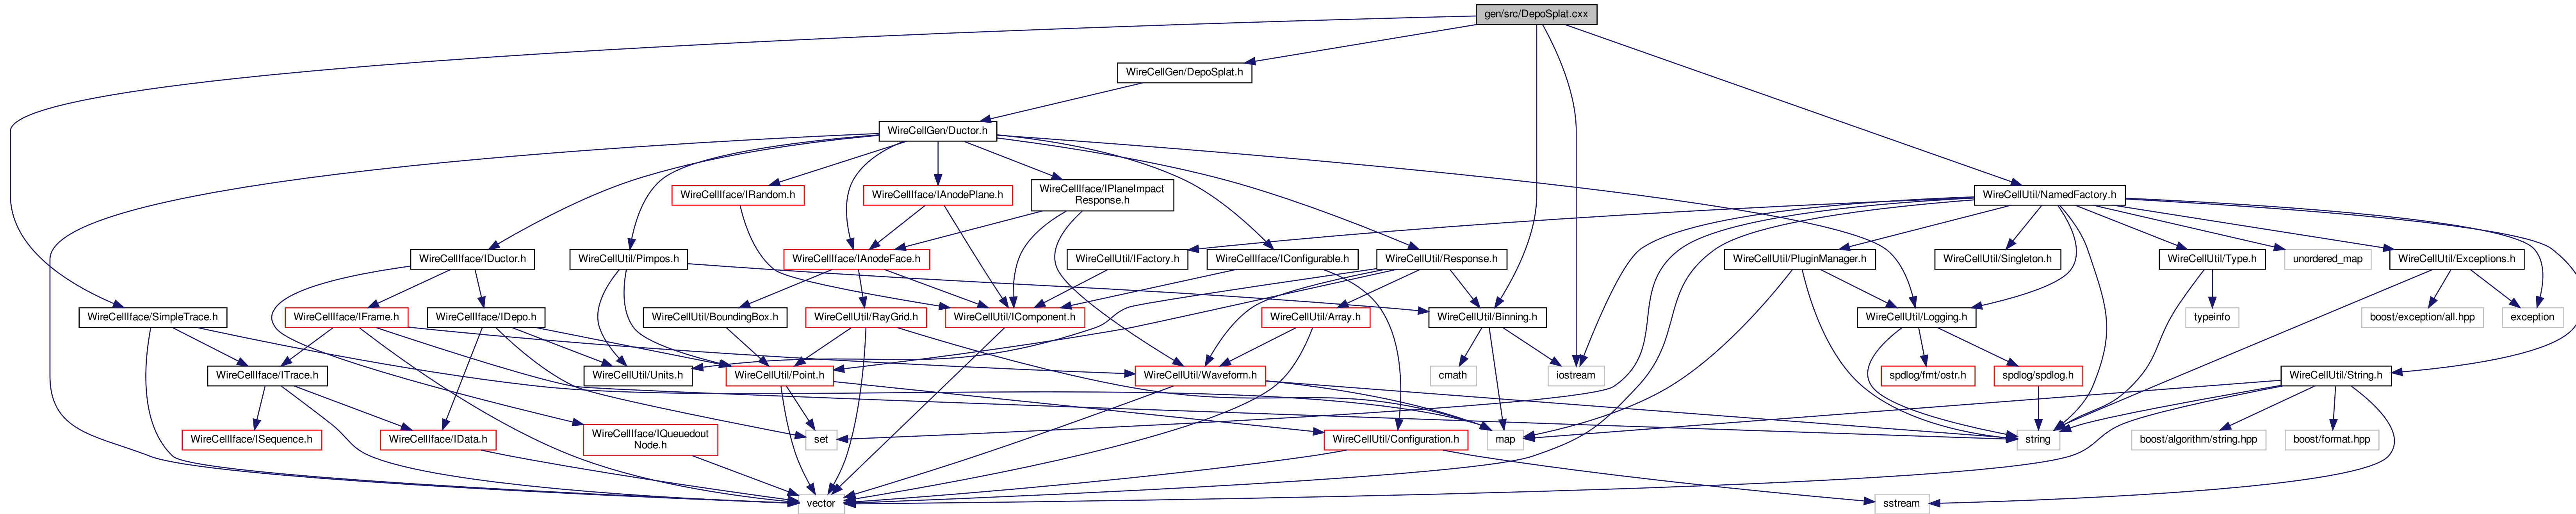 gen/src/DepoSplat.cxx
WireCellGen/DepoSplat.h
WireCellGen/Ductor.h
WireCellIface/IRandom.h
WireCellIface/IAnodePlane.h
WireCellIface/IPlaneImpact
Response.h
WireCellUtil/NamedFactory.h
WireCellIface/IDuctor.h
WireCellUtil/Pimpos.h
WireCellIface/IAnodeFace.h
WireCellUtil/IFactory.h
WireCellIface/IConfigurable.h
WireCellUtil/Response.h
WireCellUtil/PluginManager.h
WireCellUtil/Singleton.h
WireCellUtil/Type.h
unordered_map
WireCellUtil/Exceptions.h
WireCellIface/SimpleTrace.h
WireCellIface/IFrame.h
WireCellIface/IDepo.h
WireCellUtil/BoundingBox.h
WireCellUtil/RayGrid.h
WireCellUtil/IComponent.h
WireCellUtil/Array.h
WireCellUtil/Binning.h
WireCellUtil/Logging.h
typeinfo
boost/exception/all.hpp
exception
WireCellIface/ITrace.h
WireCellUtil/Units.h
WireCellUtil/Point.h
WireCellUtil/Waveform.h
cmath
iostream
spdlog/fmt/ostr.h
spdlog/spdlog.h
WireCellUtil/String.h
WireCellIface/ISequence.h
WireCellIface/IData.h
WireCellIface/IQueuedout
Node.h
set
WireCellUtil/Configuration.h
map
string
boost/algorithm/string.hpp
boost/format.hpp
vector
sstream